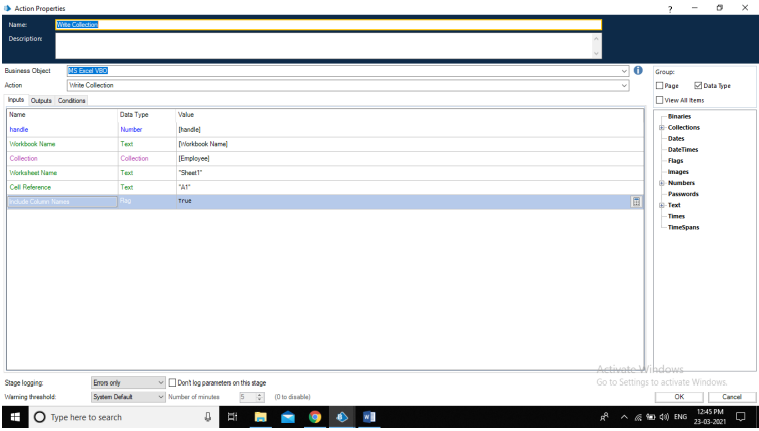 Action Properties
Name: Write Collection
Description:
Business Object MS Excel VBO
Action Write Collection
Inputs Outputs Conditions
Name Data Type Value
handle Number [handle]
Workbook Name Text [Workbook Name]
Collection Collection [Employee]
Worksheet Name Text "Sheet1"
Cell Reference Text "A1"
Include Column Names Flag True
Group:
Page Data Type
View All Items
Binaries
Collections
Dates
DateTimes
Flags
Images
Numbers
Passwords
Text
Times
TimeSpans
Activate Windows
Go to Settings to activate Windows.
Stage logging: Errors only Don't log parameters on this stage
Warning threshold: System Default Number of minutes 5 (0 to disable)
OK Cancel
Type here to search
ENG
12:45 PM
23-03-2021